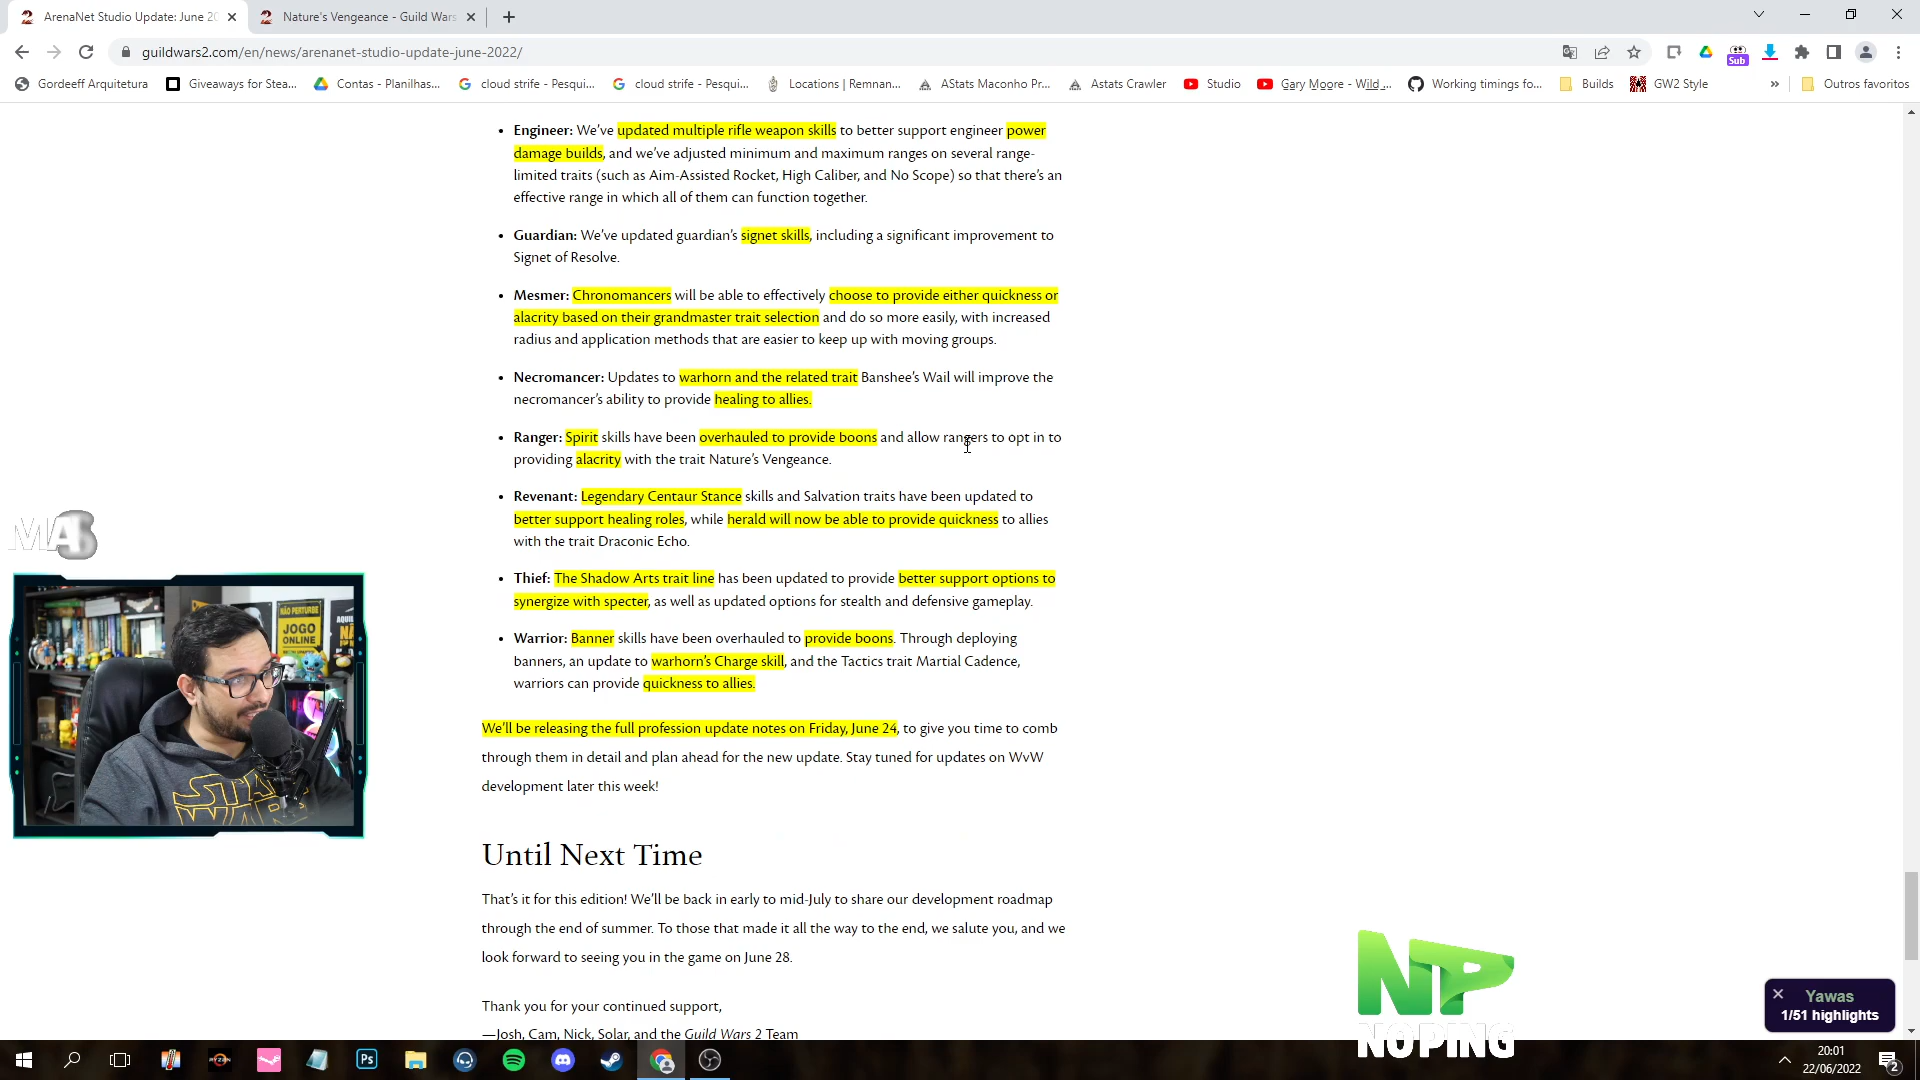 ArenaNet Studio Update: June 20
Nature's Vengeance - Guild Wars
guildwars2.com/en/news/arenanet-studio-update-june-2022/
Sub
Gordeeff Arquitetura
Giveaways for Stea...
Contas - Planilhas...
cloud strife - Pesqui...
cloud strife - Pesqui...
Locations | Remnan...
AStats Maconho Pr...
Astats Crawler
Studio
Gary Moore - Wild ...
Working timings fo...
Builds
GW2 Style
»
Outros favoritos
• Engineer: We've updated multiple rifle weapon skills to better support engineer power
damage builds, and we've adjusted minimum and maximum ranges on several range-
limited traits (such as Aim-Assisted Rocket, High Caliber, and No Scope) so that there's an
effective range in which all of them can function together.
• Guardian: We've updated guardian's signet skills, including a significant improvement to
Signet of Resolve.
• Mesmer: Chronomancers will be able to effectively choose to provide either quickness or
alacrity based on their grandmaster trait selection and do so more easily, with increased
radius and application methods that are easier to keep up with moving groups.
• Necromancer: Updates to warhorn and the related trait Banshee's Wail will improve the
necromancer's ability to provide healing to allies.
• Ranger: Spirit skills have been overhauled to provide boons and allow rangers to opt in to
providing alacrity with the trait Nature's Vengeance.
• Revenant: Legendary Centaur Stance skills and Salvation traits have been updated to
better support healing roles, while herald will now be able to provide quickness to allies
with the trait Draconic Echo.
• Thief: The Shadow Arts trait line has been updated to provide better support options to
synergize with specter, as well as updated options for stealth and defensive gameplay.
• Warrior: Banner skills have been overhauled to provide boons. Through deploying
banners, an update to warhorn's Charge skill, and the Tactics trait Martial Cadence,
warriors can provide quickness to allies.
We'll be releasing the full profession update notes on Friday, June 24, to give you time to comb
through them in detail and plan ahead for the new update. Stay tuned for updates on WvW
development later this week!
Until Next Time
That's it for this edition! We'll be back in early to mid-July to share our development roadmap
through the end of summer. To those that made it all the way to the end, we salute you, and we
look forward to seeing you in the game on June 28.
Thank you for your continued support,
—Josh, Cam, Nick, Solar, and the Guild Wars 2 Team
NÃO PERTURBE
JOGO
ONLINE
STAR
WARS
NP
NOPING
Yawas
1/51 highlights
Ps
20:01
22/06/2022
2